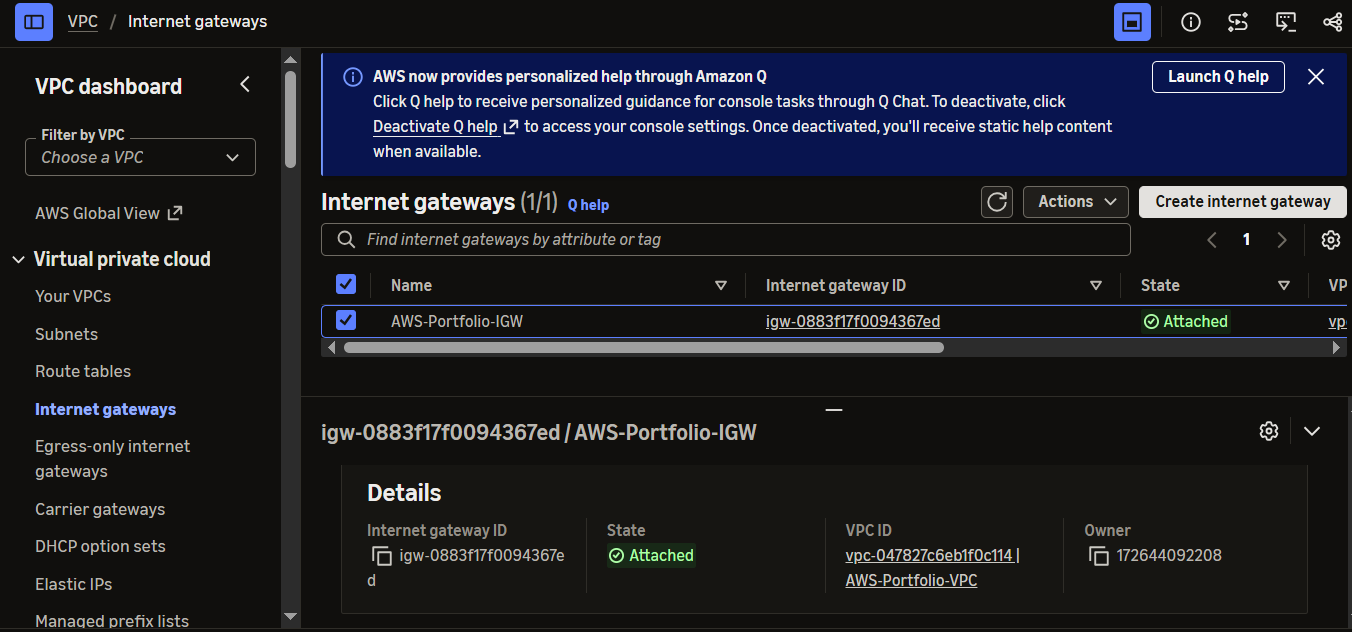 VPC / Internet gateways
VPC dashboard
Filter by VPC
Choose a VPC
AWS Global View
Virtual private cloud
Your VPCs
Subnets
Route tables
Internet gateways
Egress-only internet
gateways
Carrier gateways
DHCP option sets
Elastic IPs
Managed prefix lists
AWS now provides personalized help through Amazon Q
Click Q help to receive personalized guidance for console tasks through Q Chat. To deactivate, click
Deactivate Q help to access your console settings. Once deactivated, you'll receive static help content
when available.
Launch Q help
Internet gateways (1/1) Q help
Actions
Create internet gateway
Find internet gateways by attribute or tag
1
Name Internet gateway ID State VP
AWS-Portfolio-IGW igw-0883f17f0094367ed Attached vp
igw-0883f17f0094367ed / AWS-Portfolio-IGW
Details
Internet gateway ID
igw-0883f17f0094367e
d
State
Attached
VPC ID
vpc-047827c6eb1f0c114 |
AWS-Portfolio-VPC
Owner
172644092208